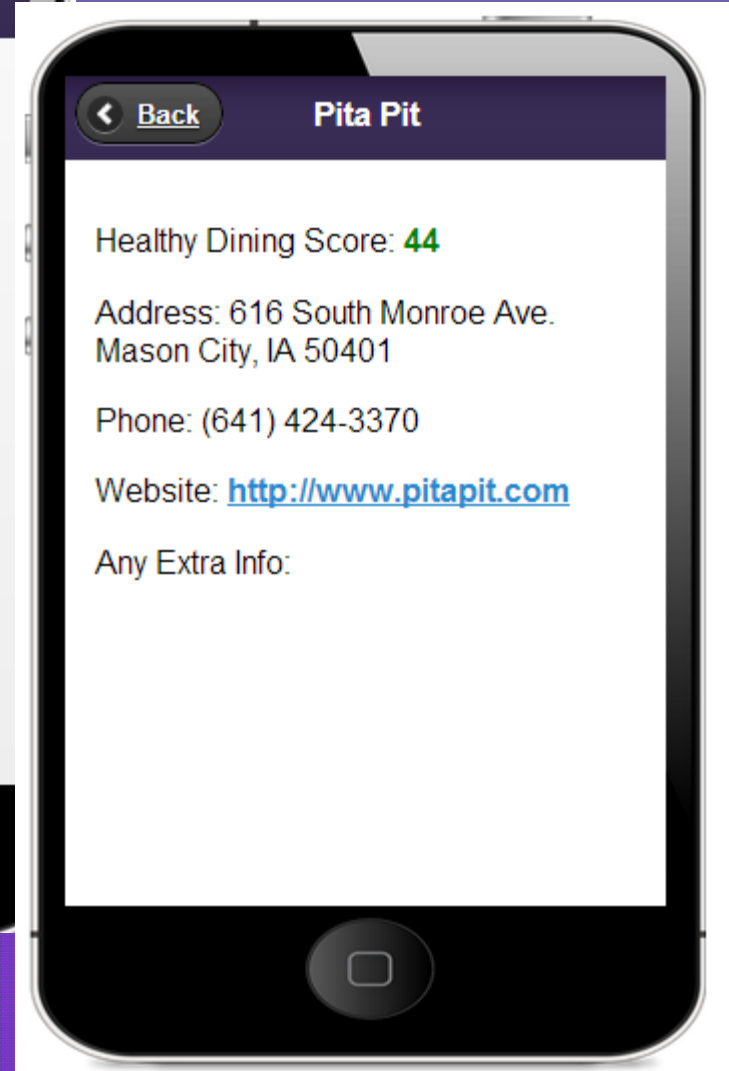 Back
Pita Pit
Healthy Dining Score: 44
Address: 616 South Monroe Ave.
Mason City, IA 50401
Phone: (641) 424-3370
Website: http://www.pitapit.com
Any Extra Info: